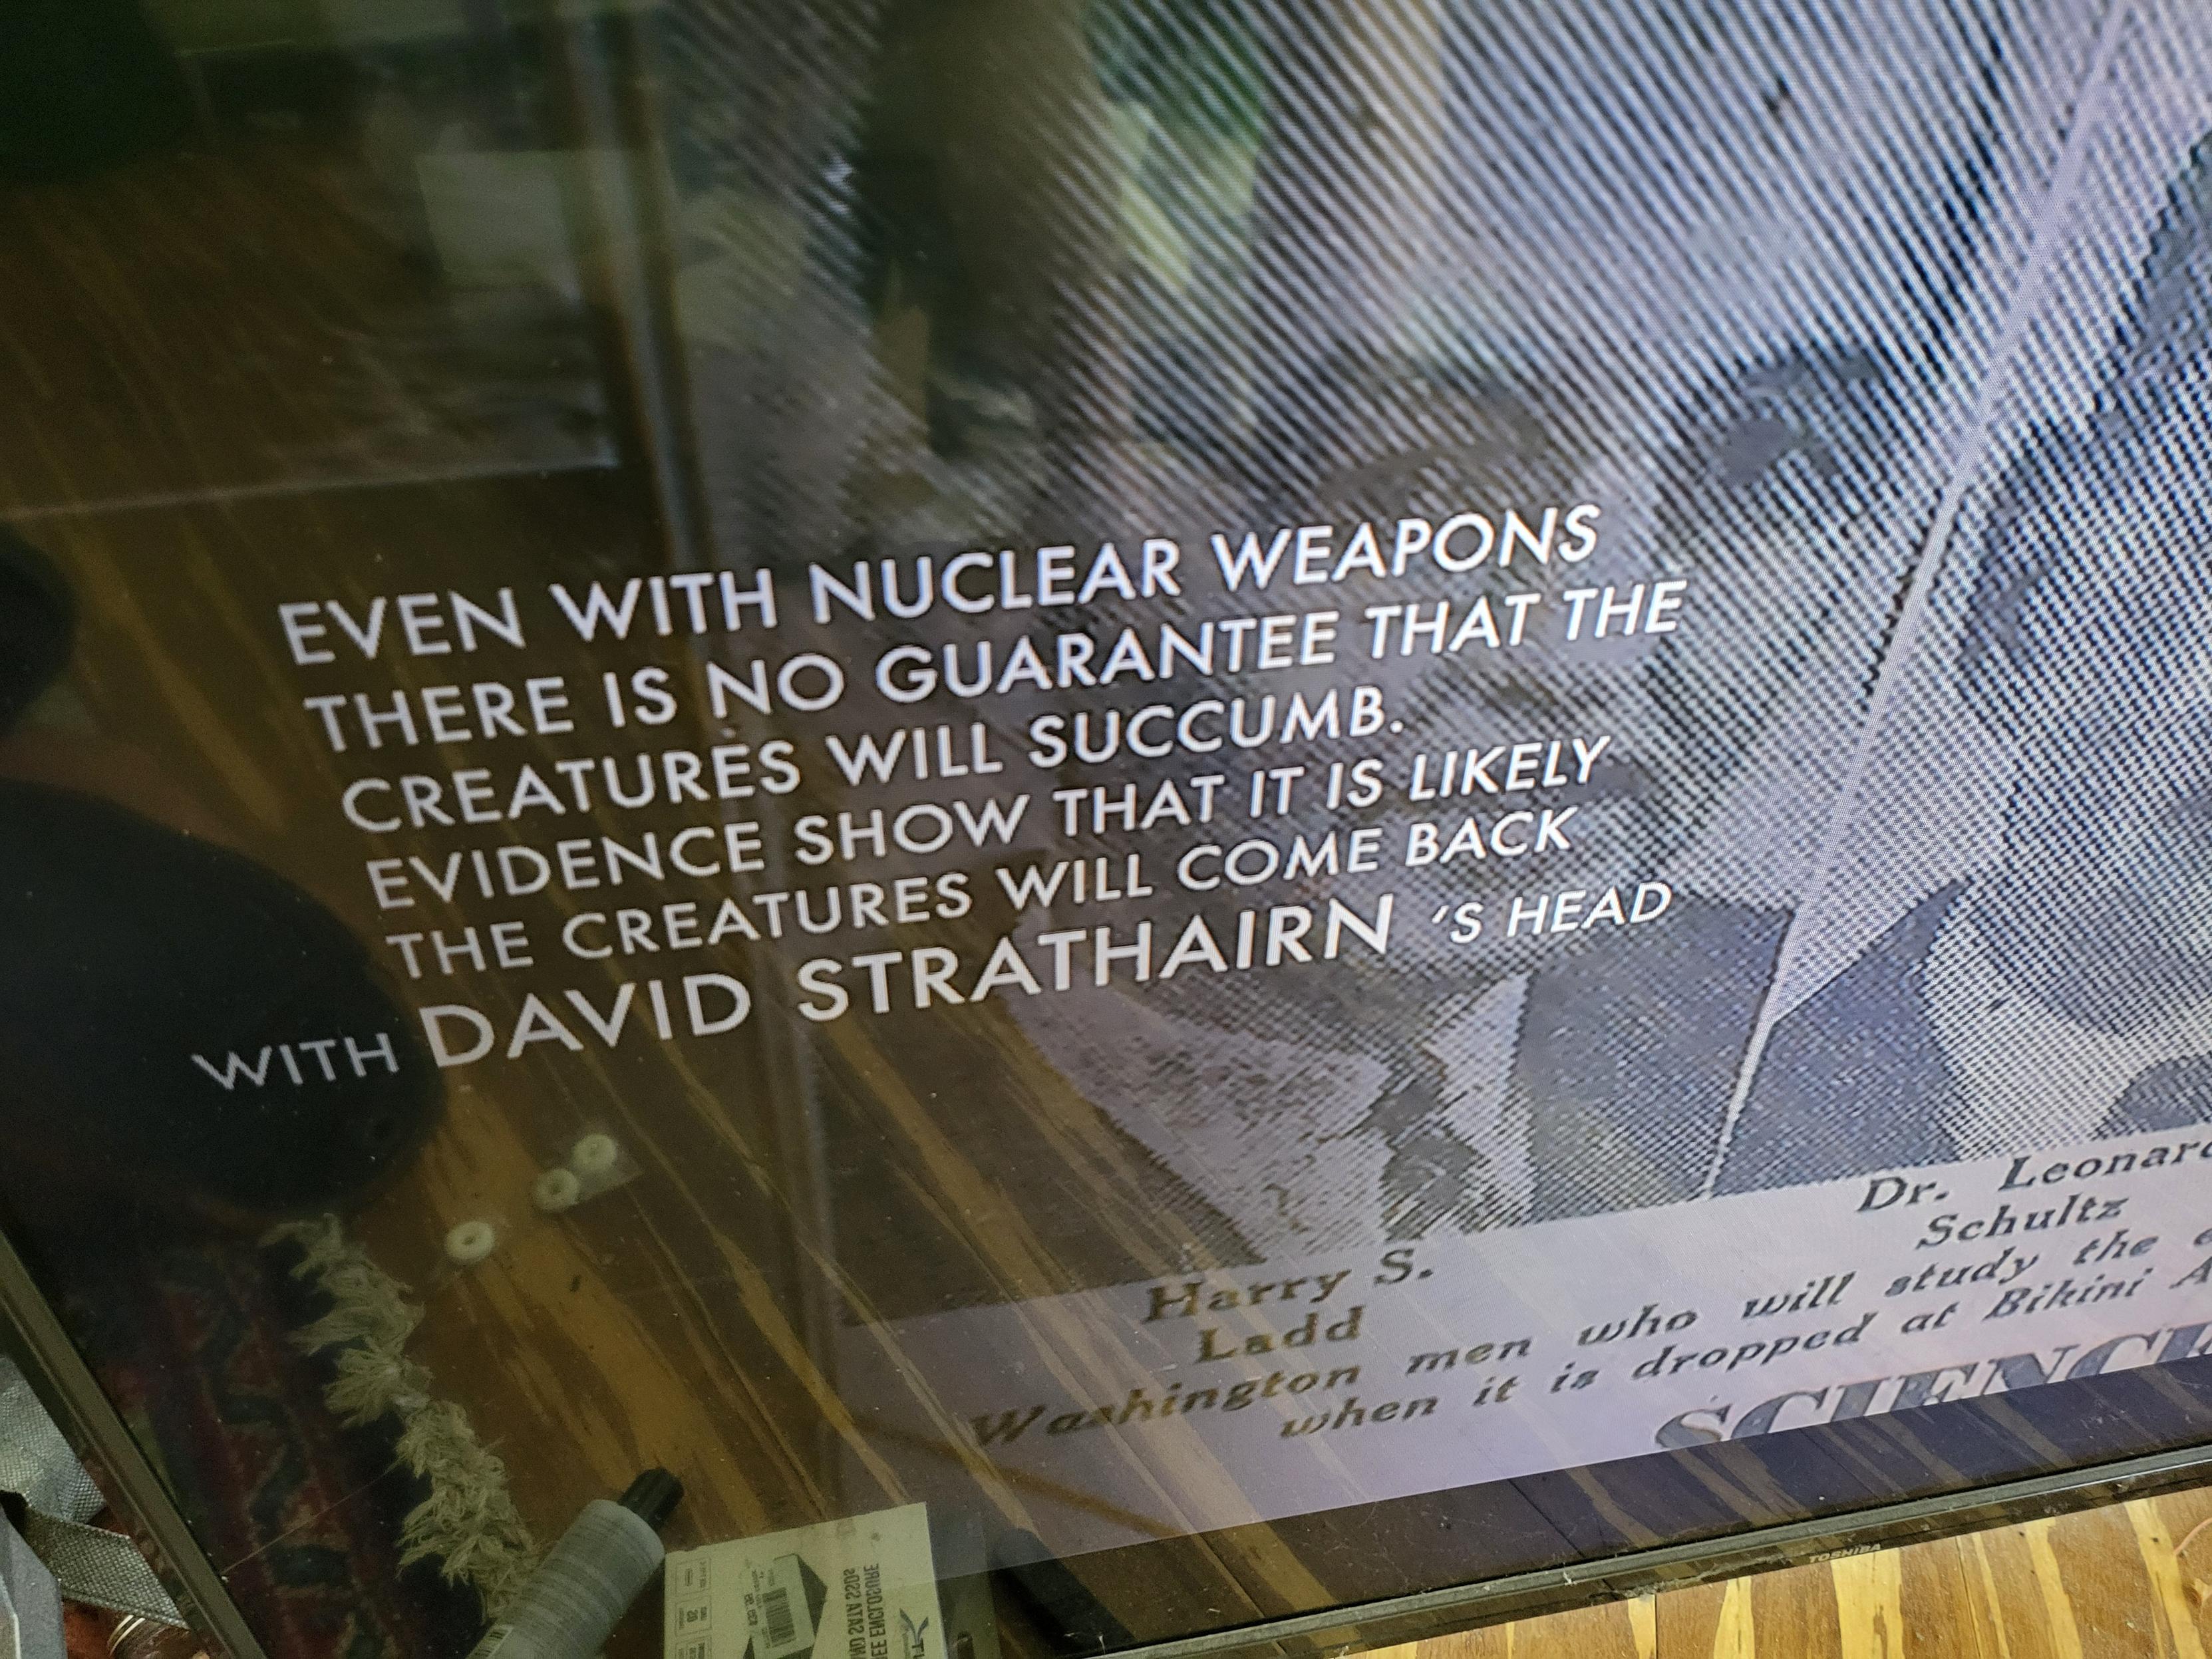 EVEN WITH NUCLEAR WEAPONS
THERE IS NO GUARANTEE THAT THE
CREATURES WILL SUCCUMB.
EVIDENCE SHOW THAT IT IS LIKELY
THE CREATURES WILL COME BACK
WITH DAVID STRATHAIRN 'S HEAD
Dr. Leonard
Schultz
Harry S.
Ladd
Washington men who will study the
when it is dropped at Bikini
TOSHIBA